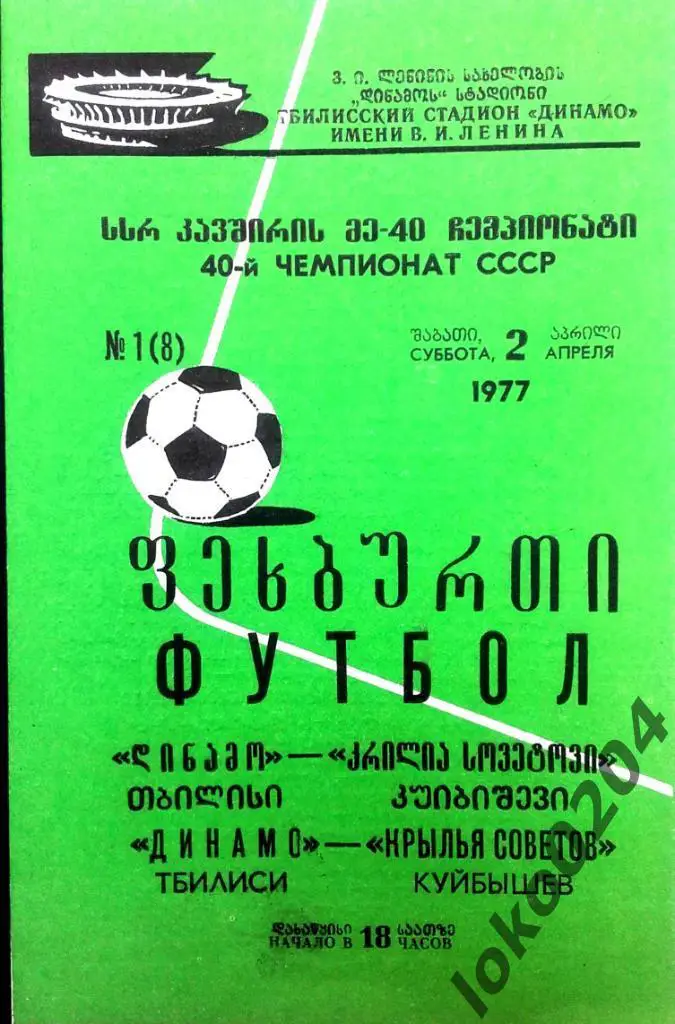 ვ. ი. ლენინის სახელობის
„დინამოს“ სტადიონი
ТБИЛИССКИЙ СТАДИОН «ДИНАМО»
ИМЕНИ В. И. ЛЕНИНА
სსრ კავშირის მე-40 ჩემპიონატი
40-й ЧЕМПИОНАТ СССР
№ 1(8)
შაბათი, 2 აპრილი
СУББОТА, АПРЕЛЯ
1977
ფეხბურთი
ФУТБОЛ
«დინამო»—«კრილია სოვეტოვი»
თბილისი კუიბიშევი
«ДИНАМО»—«КРЫЛЬЯ СОВЕТОВ»
ТБИЛИСИ КУЙБЫШЕВ
დასაწყისი 18 საათზე
НАЧАЛО В ЧАСОВ
loko0204